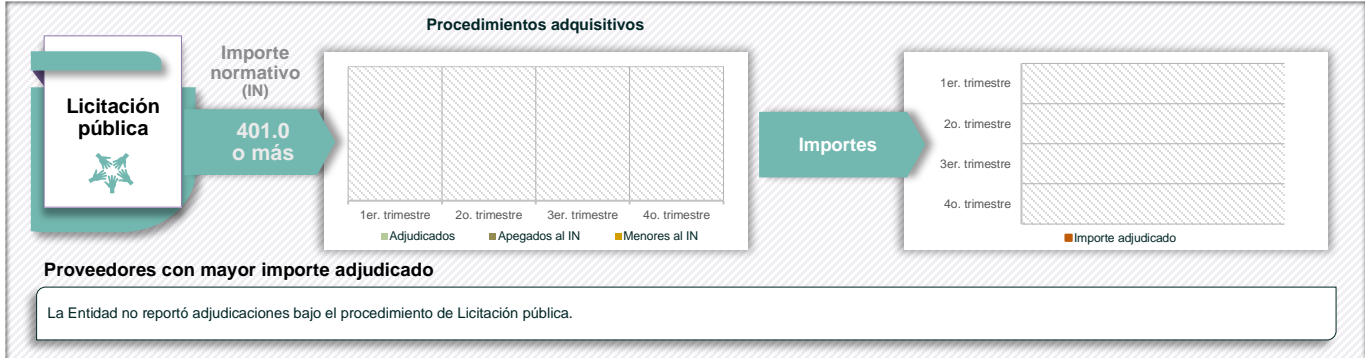 Procedimientos adquisitivos
Licitación
pública
Importe
normativo
(IN)
401.0
o más
1er. trimestre 2o. trimestre 3er. trimestre 4o. trimestre
Adjudicados Apegados al IN Menores al IN
Importes
1er. trimestre
2o. trimestre
3er. trimestre
4o. trimestre
Importe adjudicado
Proveedores con mayor importe adjudicado
La Entidad no reportó adjudicaciones bajo el procedimiento de Licitación pública.